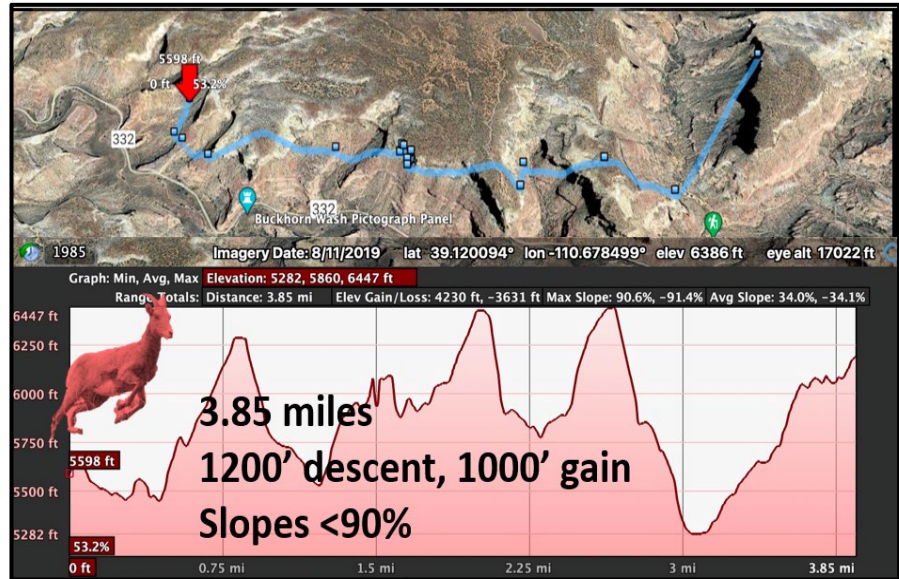 5598 ft
0 ft 53.2%
332
332
Buckhorn Wash Pictograph Panel
1985 Imagery Date: 8/11/2019 lat 39.120094° lon -110.678499° elev 6386 ft eye alt 17022 ft
Graph: Min, Avg, Max Elevation: 5282, 5860, 6447 ft
Range Totals: Distance: 3.85 mi Elev Gain/Loss: 4230 ft, -3631 ft Max Slope: 90.6%, -91.4% Avg Slope: 34.0%, -34.1%
6447 ft
6250 ft
6000 ft
5750 ft
5598 ft
5500 ft
5282 ft
3.85 miles
1200’ descent, 1000’ gain
Slopes <90%
53.2%
0 ft 0.75 mi 1.5 mi 2.25 mi 3 mi 3.85 mi